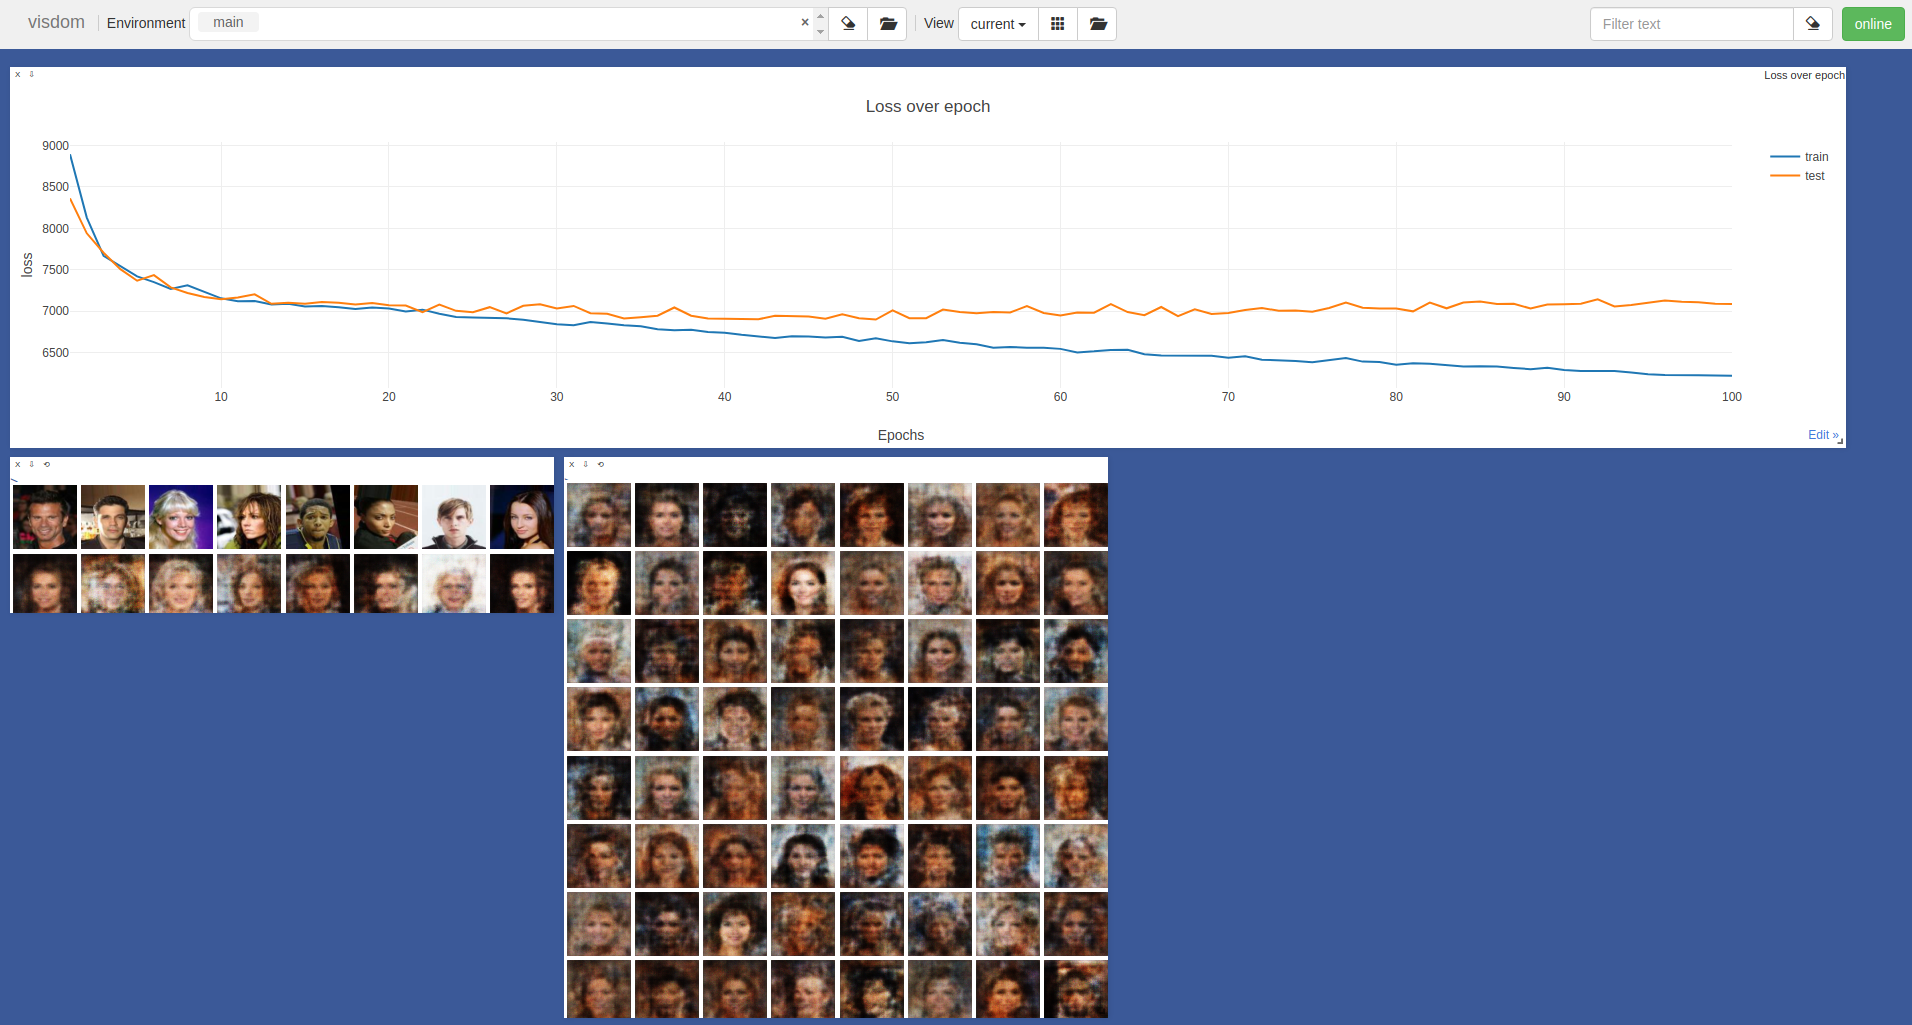 visdom Environment main × View current Filter text online
X Loss over epoch
Loss over epoch
9000
8500
8000
7500
7000
6500
loss
train
test
10 20 30 40 50 60 70 80 90 100
Epochs
Edit »
X
X